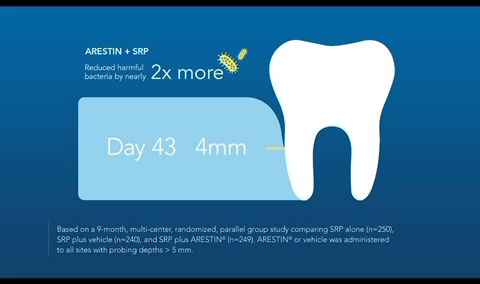 ARESTIN + SRP
Reduced harmful
bacteria by nearly 2x more
Day 43 4mm
Based on a 9-month, multi-center, randomized, parallel group study comparing SRP alone (n=250),
SRP plus vehicle (n=240), and SRP plus ARESTIN® (n=249). ARESTIN® or vehicle was administered
to all sites with probing depths > 5 mm.